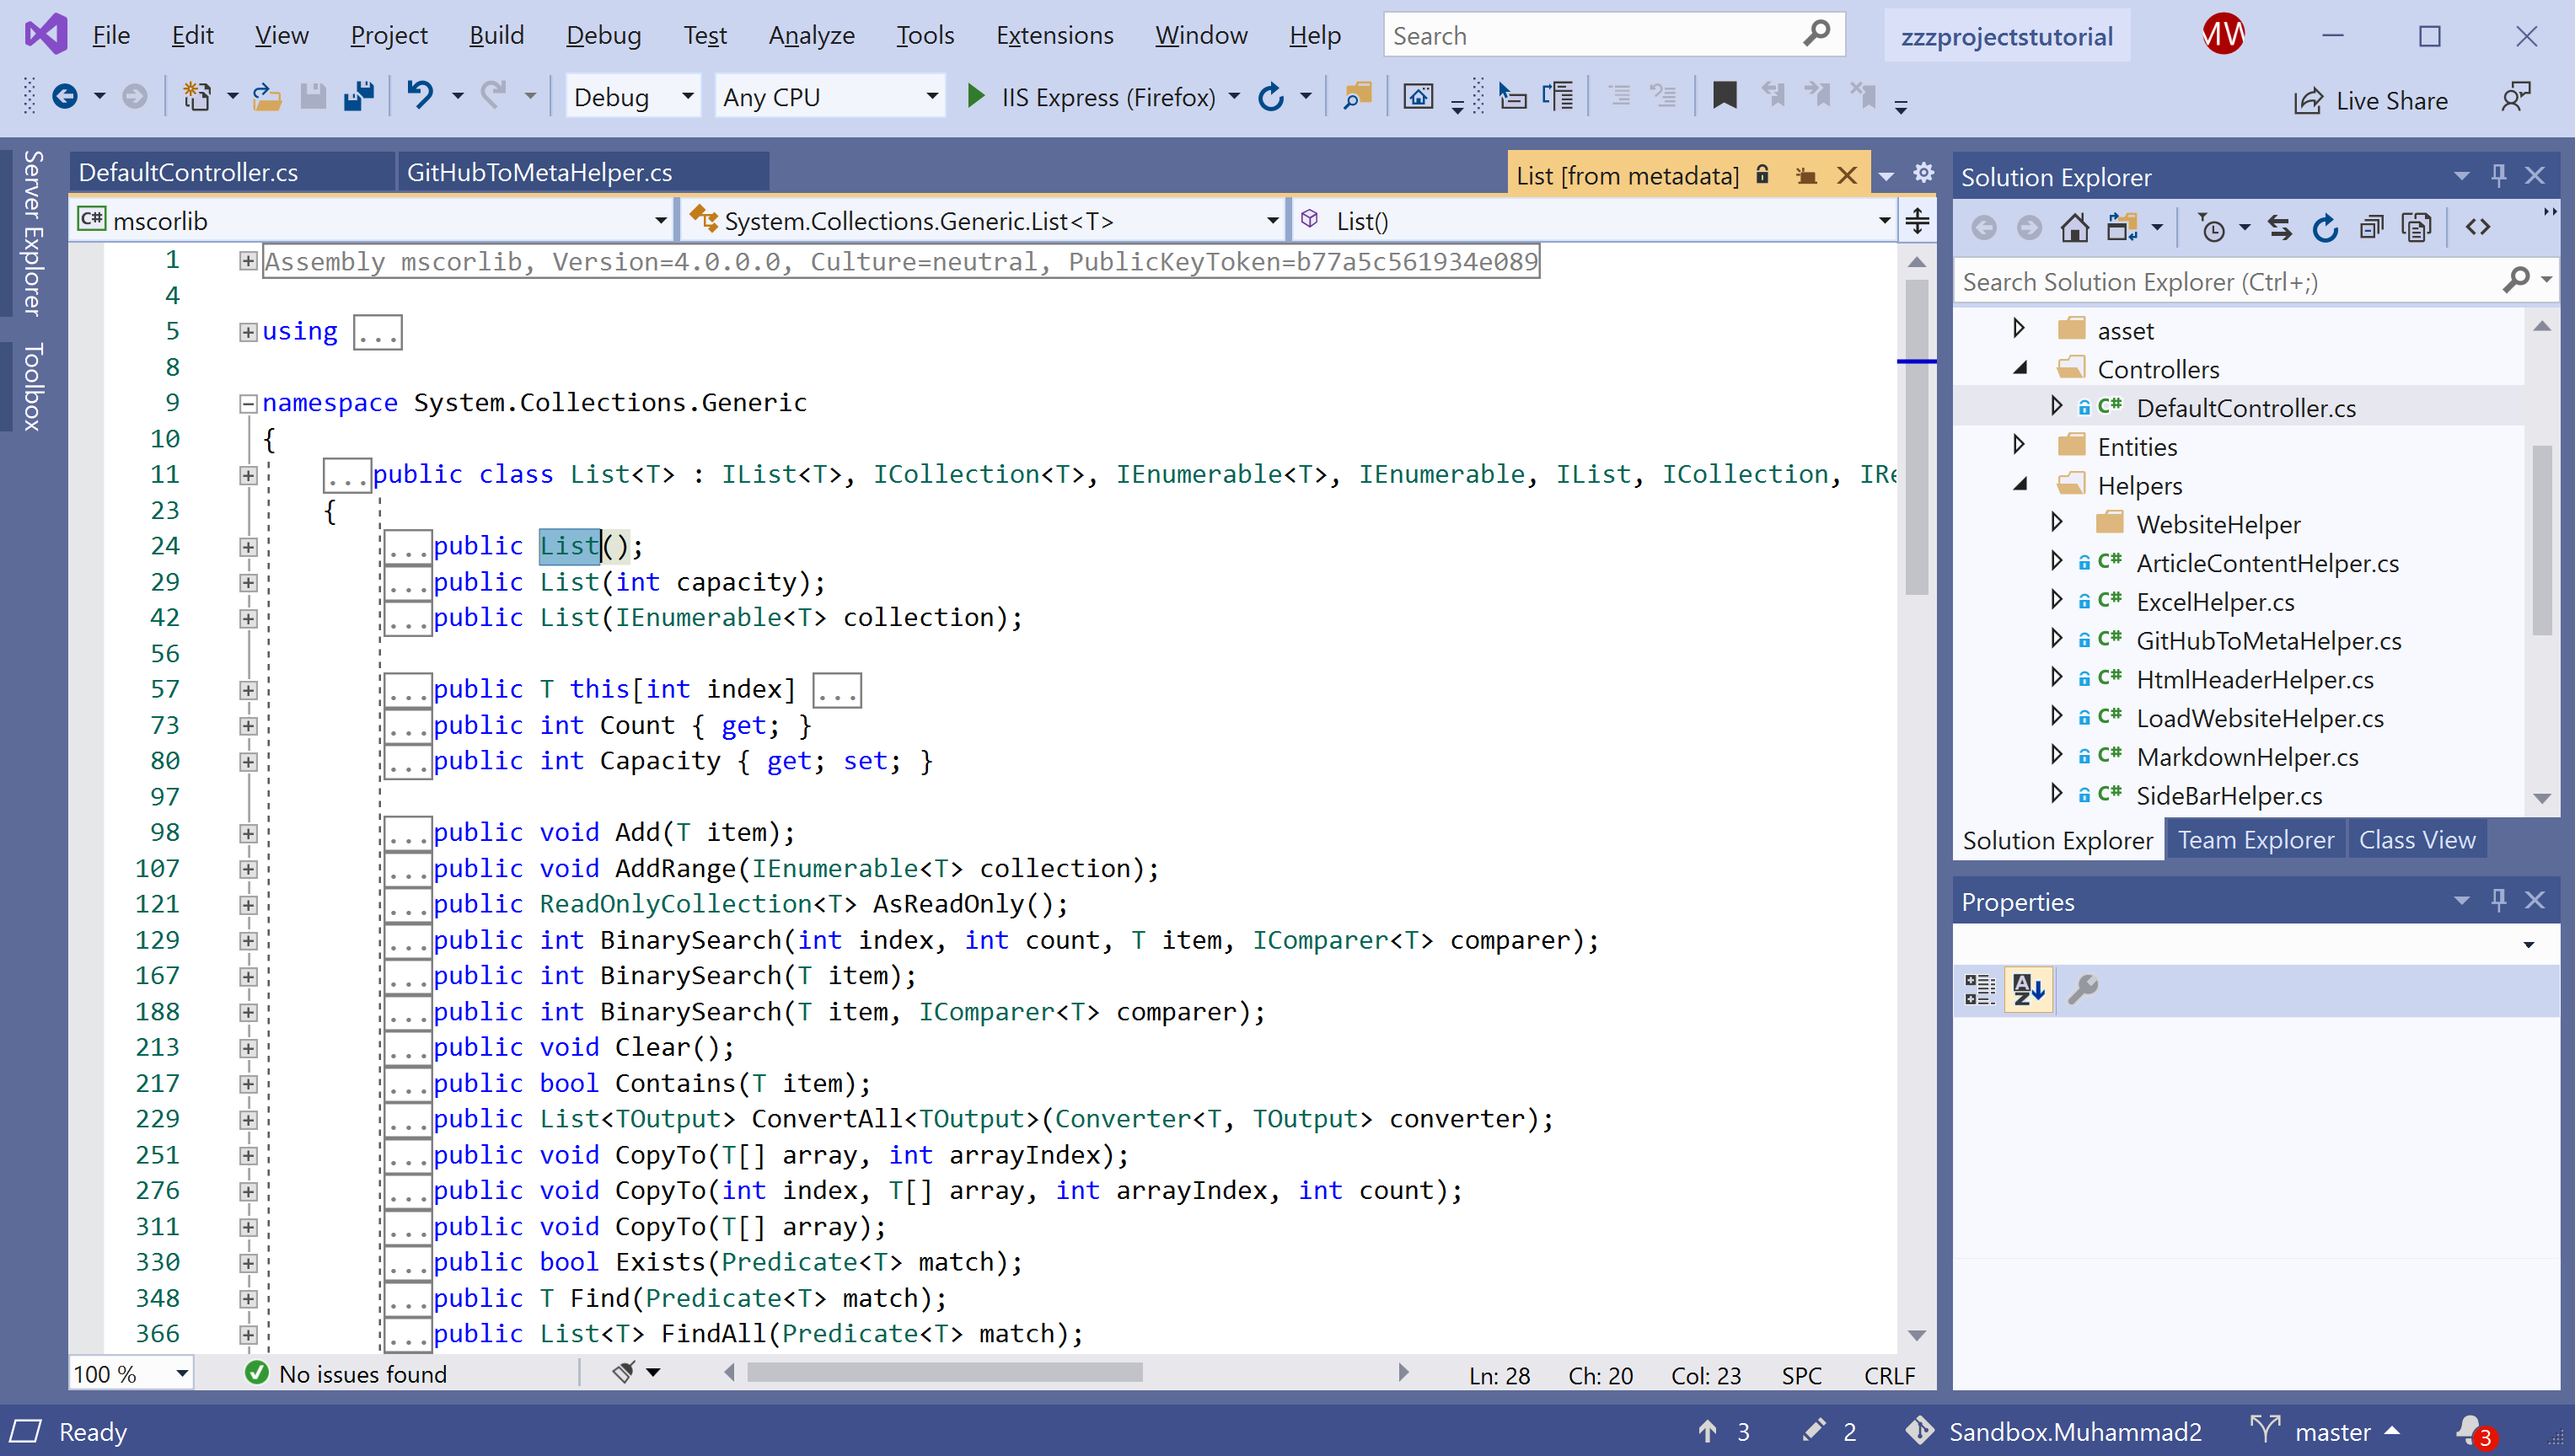 File Edit View Project Build Debug Test Analyze Tools Extensions Window Help Search zzzprojectstutorial MW
Debug Any CPU IIS Express (Firefox) Live Share
Server Explorer
Toolbox
DefaultController.cs GitHubToMetaHelper.cs List [from metadata]
C# mscorlib System.Collections.Generic.List<T> List()
1 Assembly mscorlib, Version=4.0.0.0, Culture=neutral, PublicKeyToken=b77a5c561934e089
4
5 using ...
8
9 namespace System.Collections.Generic
10 {
11 ...public class List<T> : IList<T>, ICollection<T>, IEnumerable<T>, IEnumerable, IList, ICollection, IRe
23 {
24 ...public List();
29 ...public List(int capacity);
42 ...public List(IEnumerable<T> collection);
56
57 ...public T this[int index] ...
73 ...public int Count { get; }
80 ...public int Capacity { get; set; }
97
98 ...public void Add(T item);
107 ...public void AddRange(IEnumerable<T> collection);
121 ...public ReadOnlyCollection<T> AsReadOnly();
129 ...public int BinarySearch(int index, int count, T item, IComparer<T> comparer);
167 ...public int BinarySearch(T item);
188 ...public int BinarySearch(T item, IComparer<T> comparer);
213 ...public void Clear();
217 ...public bool Contains(T item);
229 ...public List<TOutput> ConvertAll<TOutput>(Converter<T, TOutput> converter);
251 ...public void CopyTo(T[] array, int arrayIndex);
276 ...public void CopyTo(int index, T[] array, int arrayIndex, int count);
311 ...public void CopyTo(T[] array);
330 ...public bool Exists(Predicate<T> match);
348 ...public T Find(Predicate<T> match);
366 ...public List<T> FindAll(Predicate<T> match);
100 % No issues found Ln: 28 Ch: 20 Col: 23 SPC CRLF
Solution Explorer
Search Solution Explorer (Ctrl+;)
asset
Controllers
C# DefaultController.cs
Entities
Helpers
WebsiteHelper
C# ArticleContentHelper.cs
C# ExcelHelper.cs
C# GitHubToMetaHelper.cs
C# HtmlHeaderHelper.cs
C# LoadWebsiteHelper.cs
C# MarkdownHelper.cs
C# SideBarHelper.cs
Solution Explorer Team Explorer Class View
Properties
Ready 3 2 Sandbox.Muhammad2 master 3